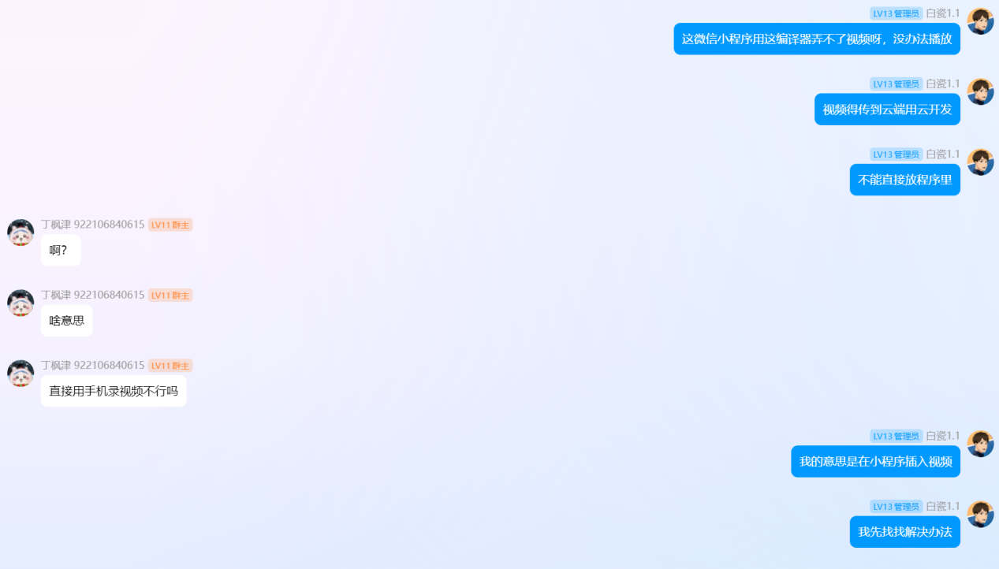 LV13 管理员 白瓷1.1
这微信小程序用这编译器弄不了视频呀，没办法播放
LV13 管理员 白瓷1.1
视频得传到云端用云开发
LV13 管理员 白瓷1.1
不能直接放程序里
丁枫津 922106840615 LV11 群主
啊？
丁枫津 922106840615 LV11 群主
啥意思
丁枫津 922106840615 LV11 群主
直接用手机录视频不行吗
LV13 管理员 白瓷1.1
我的意思是在小程序插入视频
LV13 管理员 白瓷1.1
我先找找解决办法